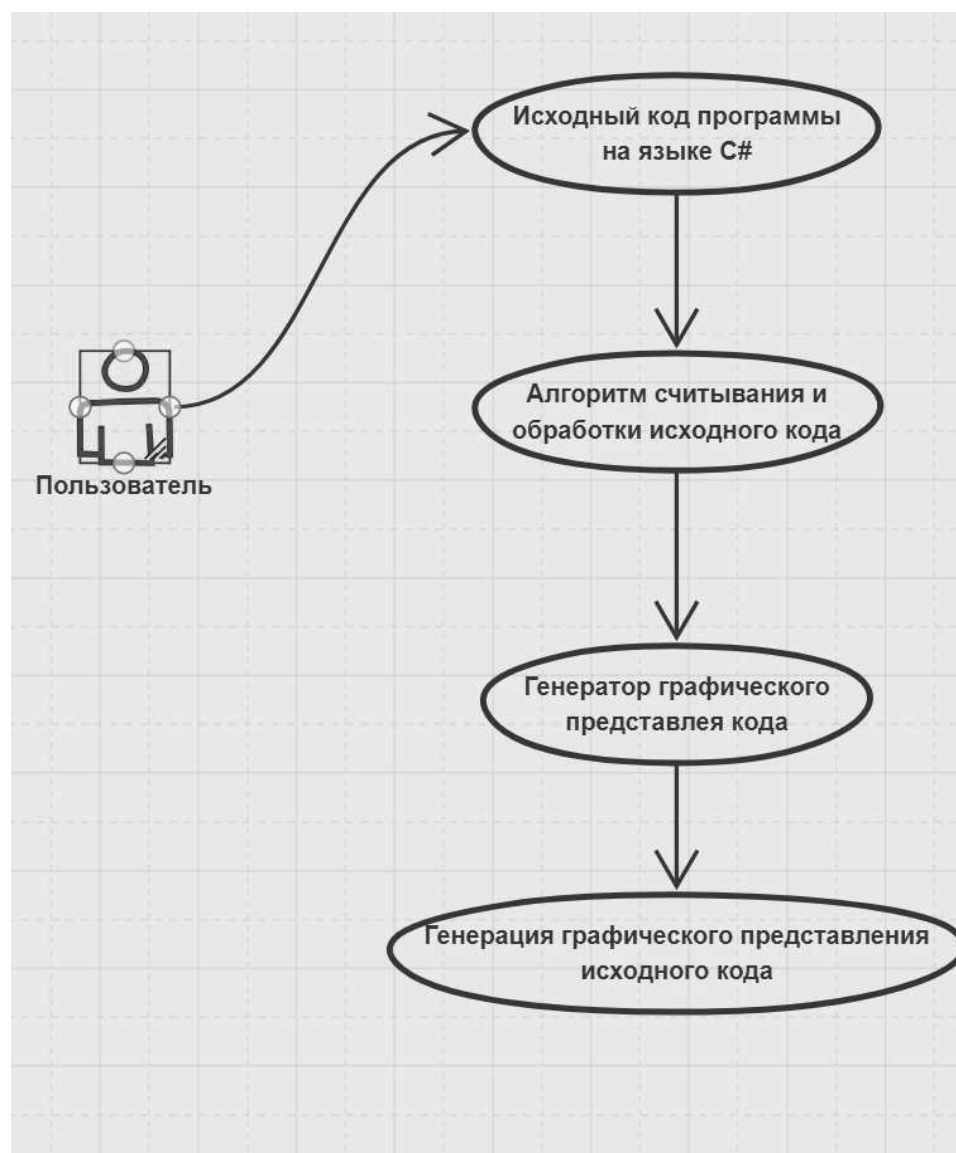 Исходный код программы
на языке C#
Алгоритм считывания и
обработки исходного кода
Пользователь
Генератор графического
представлея кода
Генерация графического представления
исходного кода